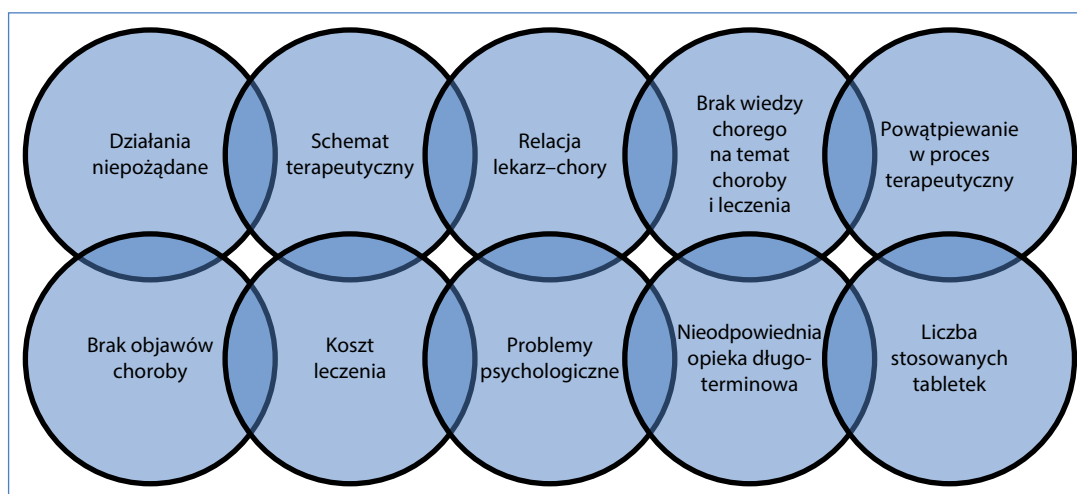 Działania
niepożądane
Schemat
terapeutyczny
Relacja
lekarz–chory
Brak wiedzy
chorego
na temat
choroby
i leczenia
Powątpiewanie
w proces
terapeutyczny
Brak objawów
choroby
Koszt
leczenia
Problemy
psychologiczne
Nieodpowiednia
opieka długo-
terminowa
Liczba
stosowanych
tabletek